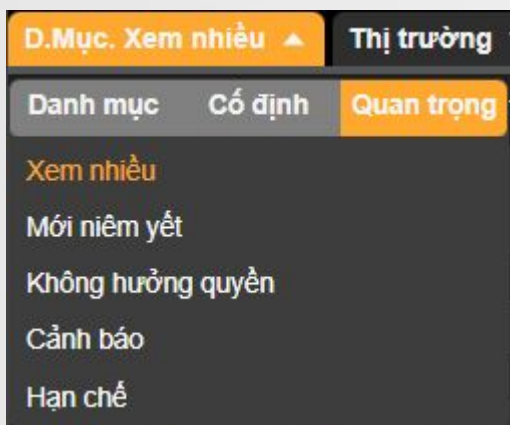 D.Mục. Xem nhiều Thị trường
Danh mục Cố định Quan trọng
Xem nhiều
Mới niêm yết
Không hưởng quyền
Cảnh báo
Hạn chế